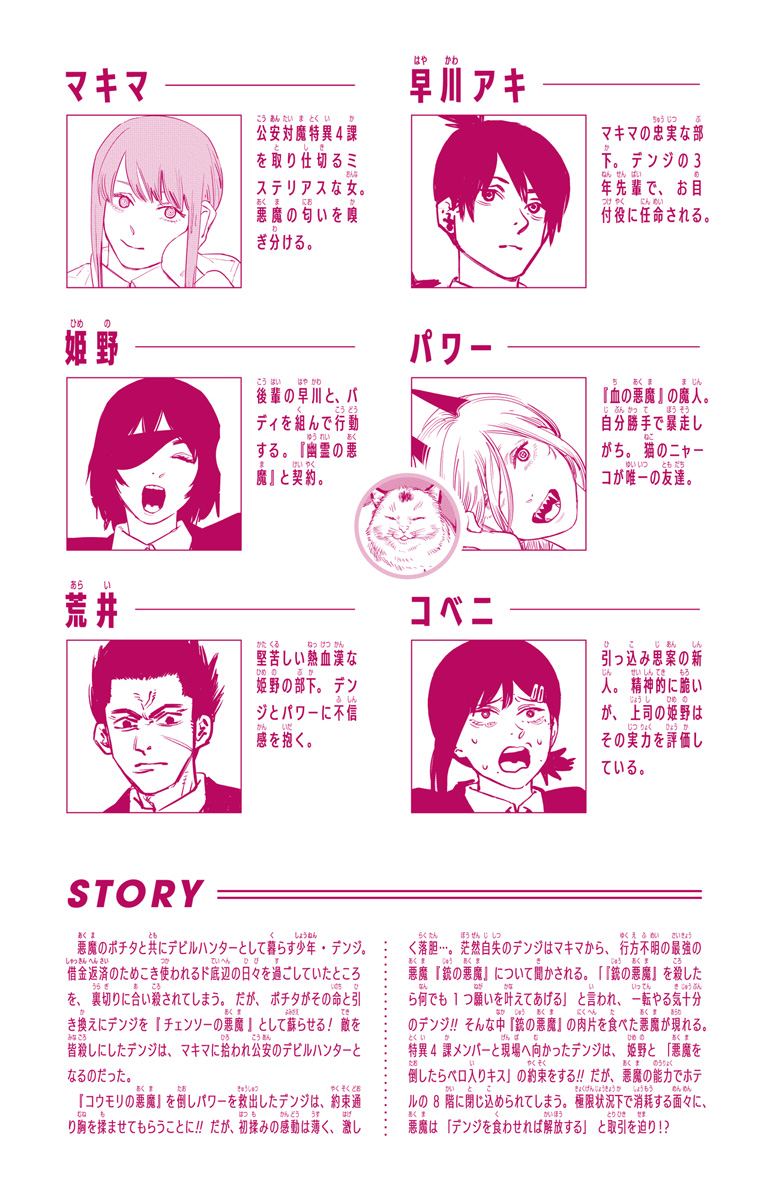 マキマ
公安対魔特異4課
を取り仕切るミ
ステリアスな女。
悪魔の匂いを嗅
ぎ分ける。
早川アキ
マキマの忠実な部
下。デンジの3
年先輩で、お目
付役に任命される。
姫野
後輩の早川と、バ
ディを組んで行動
する。『幽霊の悪
魔』と契約。
パワー
『血の悪魔』の魔人。
自分勝手で暴走し
がち。猫のニャー
コが唯一の友達。
荒井
堅苦しい熱血漢な
姫野の部下。デン
ジとパワーに不信
感を抱く。
コベニ
引っ込み思案の新
人。精神的に脆い
が、上司の姫野は
その実力を評価し
ている。
STORY
悪魔のポチタと共にデビルハンターとして暮らす少年・デンジ。
借金返済のためこき使われるド底辺の日々を過ごしていたところ
を、裏切りに合い殺されてしまう。だが、ポチタがその命と引
き換えにデンジを『チェンソーの悪魔』として蘇らせる!敵を
皆殺しにしたデンジは、マキマに拾われ公安のデビルハンターと
なるのだった。
『コウモリの悪魔』を倒しパワーを救出したデンジは、約束通
り胸を揉ませてもらうことに!!だが、初揉みの感動は薄く、激し
く落胆…。茫然自失のデンジはマキマから、行方不明の最強の
悪魔『銃の悪魔』について聞かされる。「『銃の悪魔』を殺した
ら何でも1つ願いを叶えてあげる」と言われ、一転やる気十分
のデンジ!!そんな中『銃の悪魔』の肉片を食べた悪魔が現れる。
特異4課メンバーと現場へ向かったデンジは、姫野と「悪魔を
倒したらベロ入りキス」の約束をする!!だが、悪魔の能力でホテ
ルの8階に閉じ込められてしまう。極限状況下で消耗する面々に、
悪魔は「デンジを食わせれば解放する」と取引を迫り!?